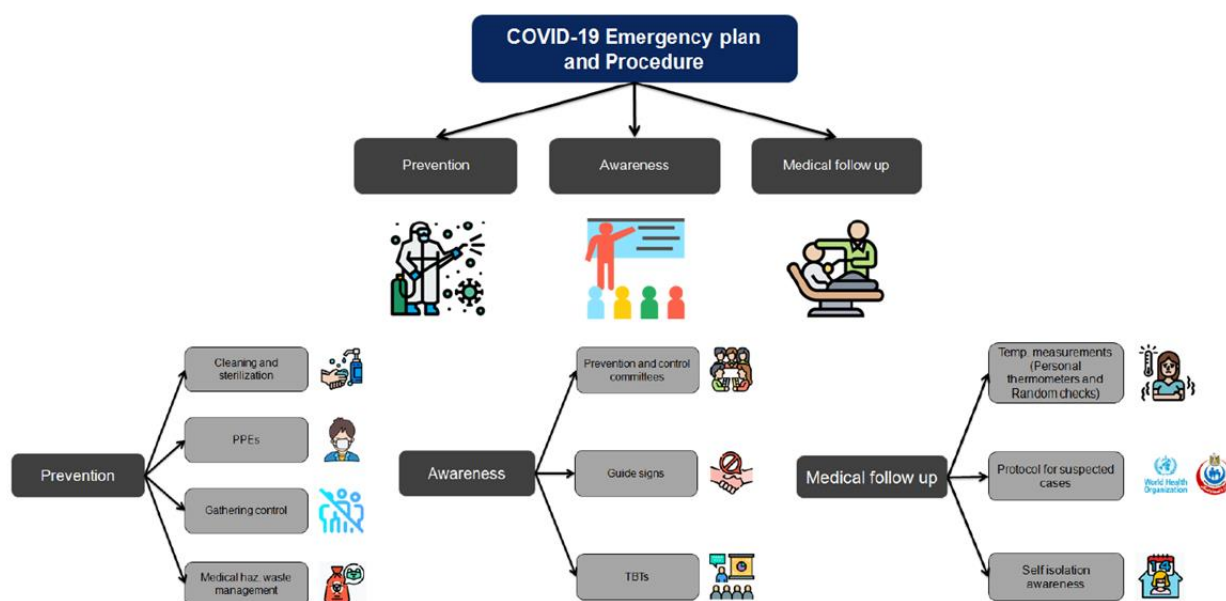 COVID-19 Emergency plan
and Procedure
Prevention
Awareness
Medical follow up
Prevention
Cleaning and
sterilization
PPEs
Gathering control
Medical haz. waste
management
Awareness
Prevention and control
committees
Guide signs
TBTs
Medical follow up
Temp. measurements
(Personal
thermometers and
Random checks)
Protocol for suspected
cases
World Health
Organization
Self isolation
awareness